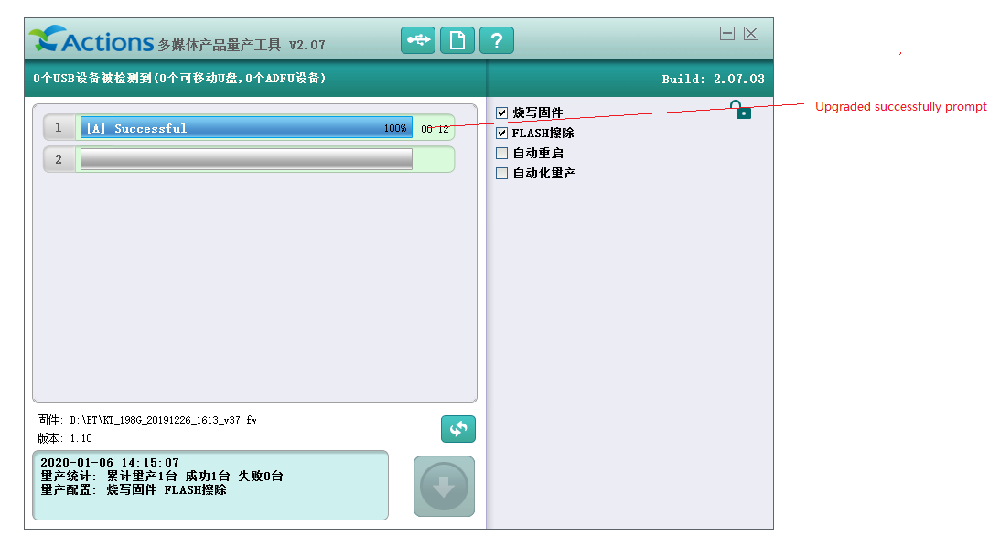 Actions 多媒体产品量产工具 V2.07
?
0个USB设备被检测到(0个可移动U盘,0个ADFU设备)
Build: 2.07.03
1 [A] Successful 100% 00:12
2
烧写固件
FLASH擦除
自动重启
自动化量产
Upgraded successfully prompt
固件: D:\BT\KT_198G_20191226_1613_v37.fw
版本: 1.10
2020-01-06 14:15:07
量产统计: 累计量产1台 成功1台 失败0台
量产配置: 烧写固件 FLASH擦除